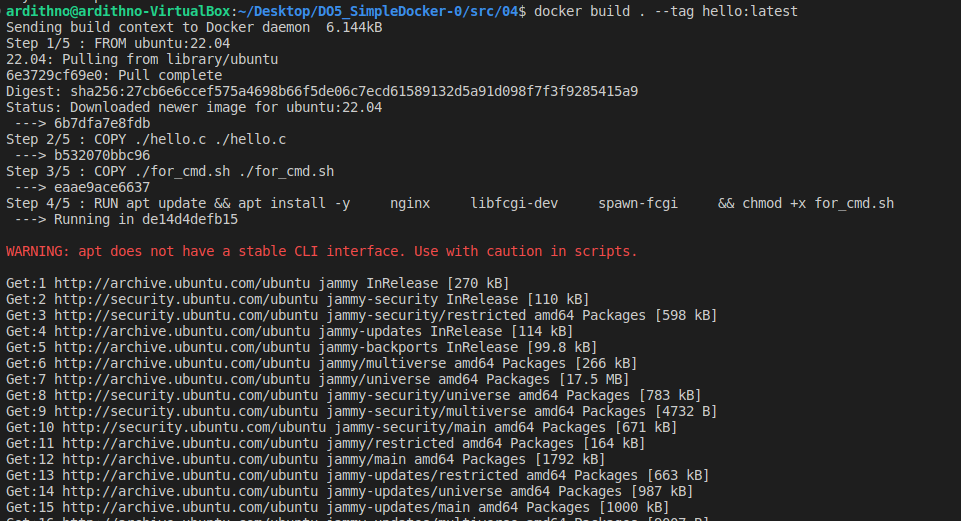 ardithno@ardithno-VirtualBox:~/Desktop/DO5_SimpleDocker-0/src/04$ docker build . --tag hello:latest
Sending build context to Docker daemon  6.144kB
Step 1/5 : FROM ubuntu:22.04
22.04: Pulling from library/ubuntu
6e3729cf69e0: Pull complete
Digest: sha256:27cb6e6ccef575a4698b66f5de06c7ecd61589132d5a91d098f7f3f9285415a9
Status: Downloaded newer image for ubuntu:22.04
 ---> 6b7dfa7e8fdb
Step 2/5 : COPY ./hello.c ./hello.c
 ---> b532070bbc96
Step 3/5 : COPY ./for_cmd.sh ./for_cmd.sh
 ---> eaae9ace6637
Step 4/5 : RUN apt update && apt install -y     nginx     libfcgi-dev     spawn-fcgi     && chmod +x for_cmd.sh
 ---> Running in de14d4defb15
WARNING: apt does not have a stable CLI interface. Use with caution in scripts.
Get:1 http://archive.ubuntu.com/ubuntu jammy InRelease [270 kB]
Get:2 http://security.ubuntu.com/ubuntu jammy-security InRelease [110 kB]
Get:3 http://security.ubuntu.com/ubuntu jammy-security/restricted amd64 Packages [598 kB]
Get:4 http://archive.ubuntu.com/ubuntu jammy-updates InRelease [114 kB]
Get:5 http://archive.ubuntu.com/ubuntu jammy-backports InRelease [99.8 kB]
Get:6 http://archive.ubuntu.com/ubuntu jammy/multiverse amd64 Packages [266 kB]
Get:7 http://archive.ubuntu.com/ubuntu jammy/universe amd64 Packages [17.5 MB]
Get:8 http://security.ubuntu.com/ubuntu jammy-security/universe amd64 Packages [783 kB]
Get:9 http://security.ubuntu.com/ubuntu jammy-security/multiverse amd64 Packages [4732 B]
Get:10 http://security.ubuntu.com/ubuntu jammy-security/main amd64 Packages [671 kB]
Get:11 http://archive.ubuntu.com/ubuntu jammy/restricted amd64 Packages [164 kB]
Get:12 http://archive.ubuntu.com/ubuntu jammy/main amd64 Packages [1792 kB]
Get:13 http://archive.ubuntu.com/ubuntu jammy-updates/restricted amd64 Packages [663 kB]
Get:14 http://archive.ubuntu.com/ubuntu jammy-updates/universe amd64 Packages [987 kB]
Get:15 http://archive.ubuntu.com/ubuntu jammy-updates/main amd64 Packages [1000 kB]